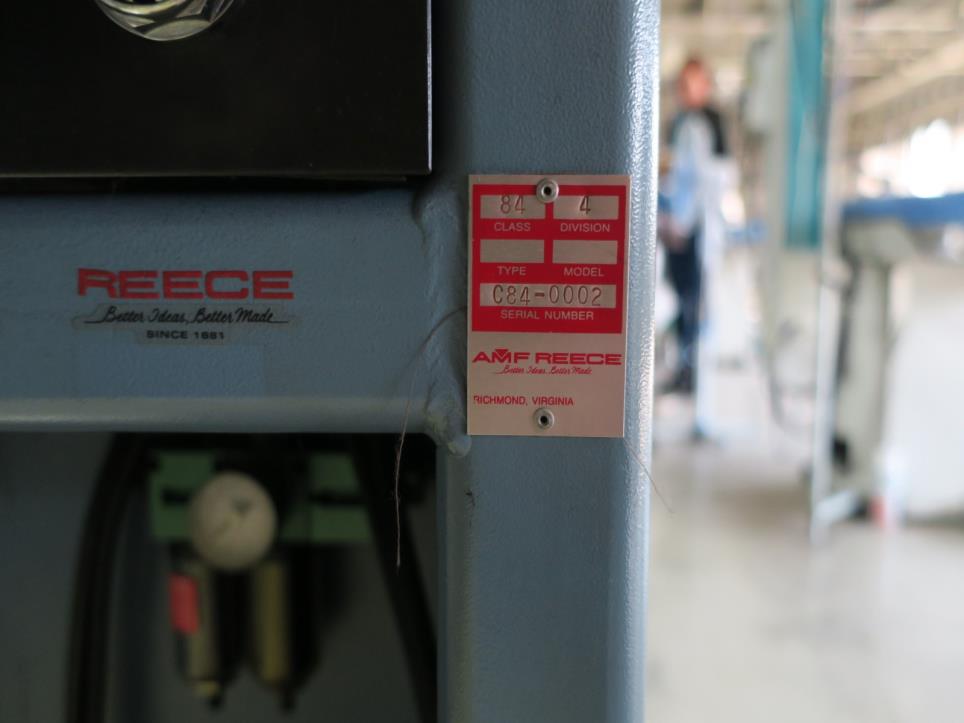 REECE
Better Ideas, Better Made
SINCE 1881
84 4
CLASS DIVISION
TYPE MODEL
C84-0002
SERIAL NUMBER
AMF REECE
Better Ideas, Better Made
RICHMOND, VIRGINIA